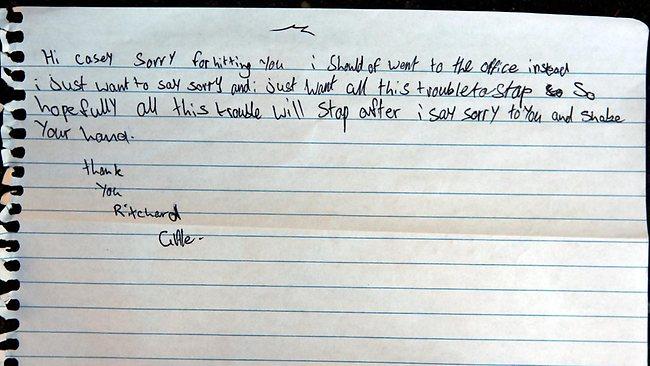 Hi casey Sorry for hitting You i Should of went to the office instead
i Just want to say sorry and i Just want all this trouble to stop So
hopefully all this trouble will Stop after i say sorry to You and shake
Your hand.
thank
You
Ritchard